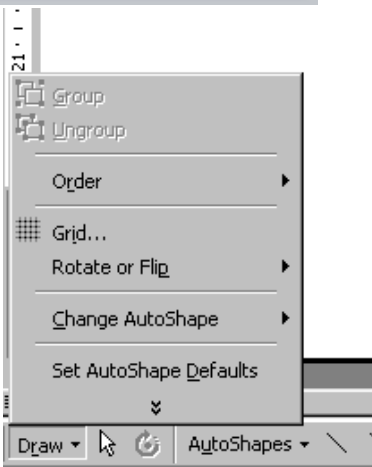 21
Group
Ungroup
Order
Grid...
Rotate or Flip
Change AutoShape
Set AutoShape Defaults
Draw AutoShapes